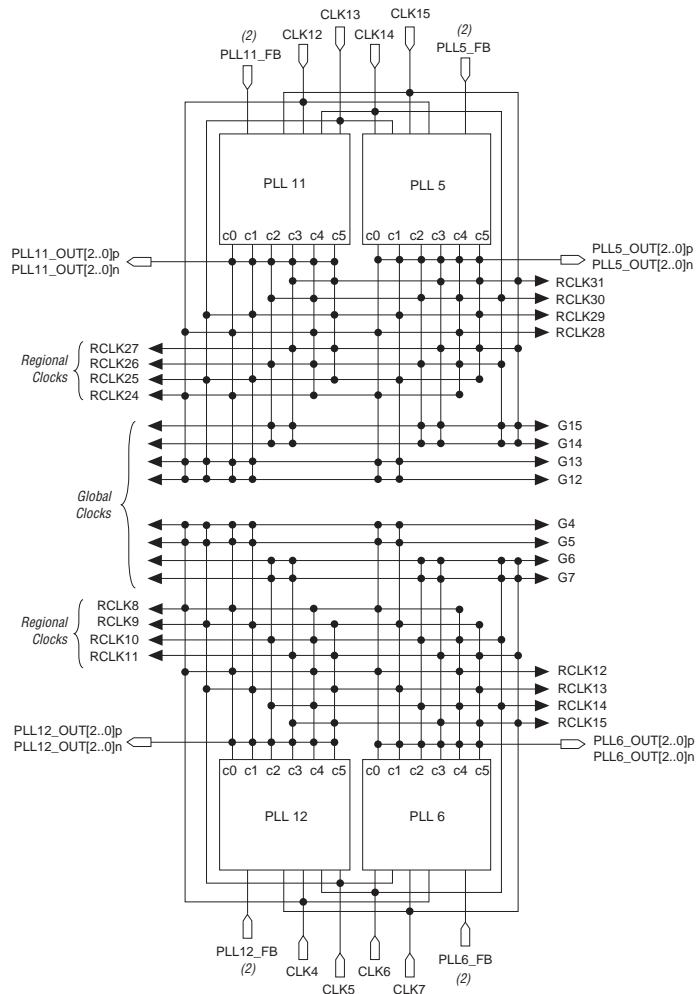 CLK13 CLK15
(2) CLK12 CLK14 (2)
PLL11_FB PLL5_FB
PLL 11 PLL 5
c0 c1 c2 c3 c4 c5 c0 c1 c2 c3 c4 c5
PLL11_OUT[2..0]p PLL5_OUT[2..0]p
PLL11_OUT[2..0]n PLL5_OUT[2..0]n
RCLK31
RCLK30
RCLK29
RCLK28
Regional
Clocks
RCLK27
RCLK26
RCLK25
RCLK24
G15
G14
G13
G12
Global
Clocks
G4
G5
G6
G7
Regional
Clocks
RCLK8
RCLK9
RCLK10
RCLK11
RCLK12
RCLK13
RCLK14
RCLK15
PLL12_OUT[2..0]p PLL6_OUT[2..0]p
PLL12_OUT[2..0]n PLL6_OUT[2..0]n
c0 c1 c2 c3 c4 c5 c0 c1 c2 c3 c4 c5
PLL 12 PLL 6
PLL12_FB PLL6_FB
(2) CLK4 CLK6 (2)
CLK5 CLK7